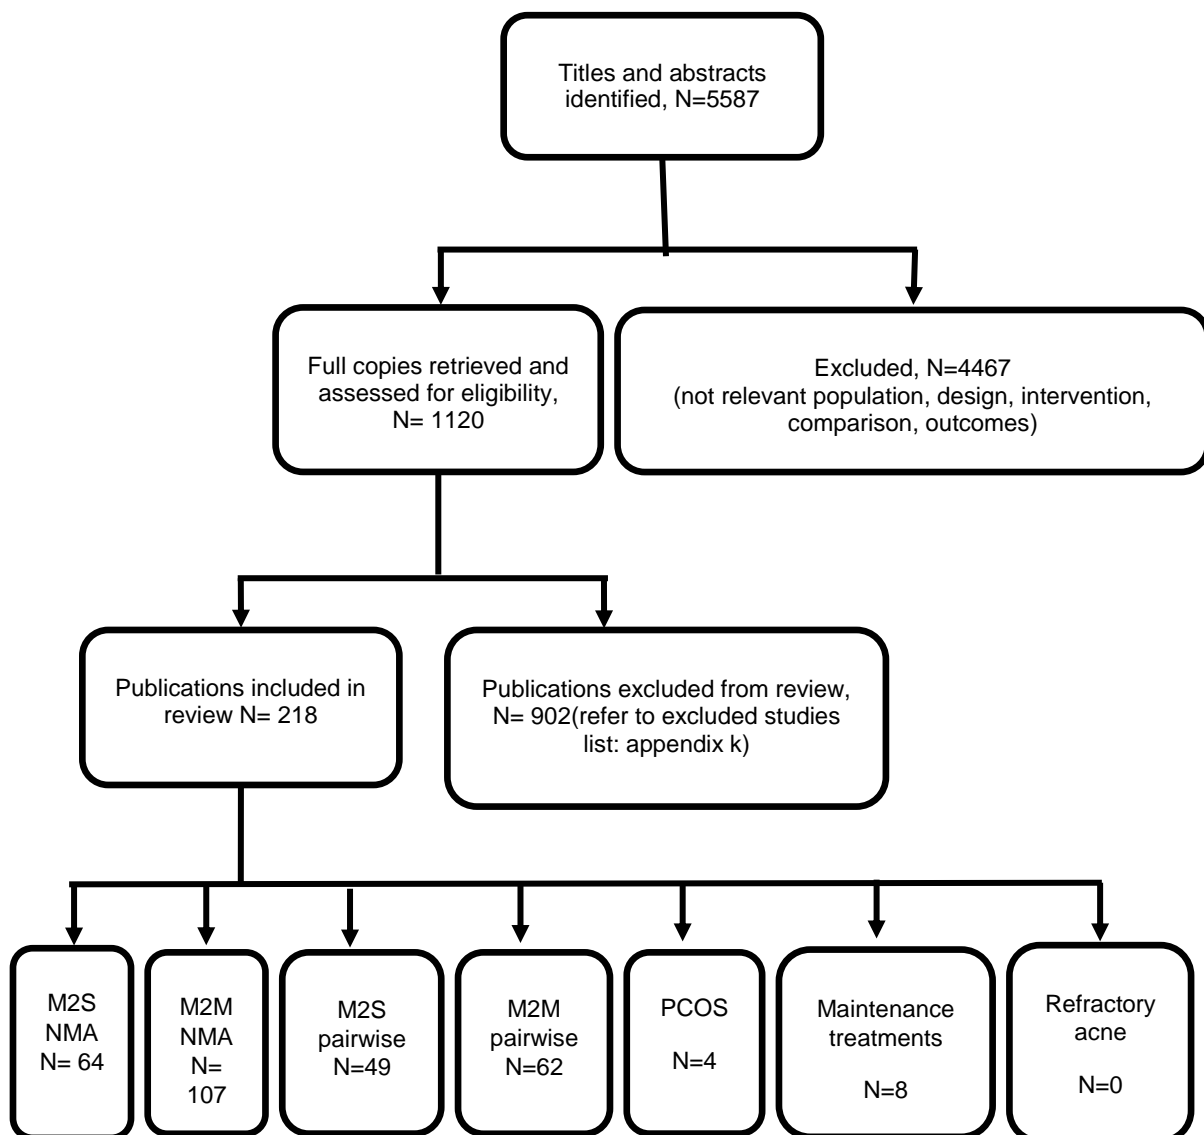 Titles and abstracts
identified, N=5587
Full copies retrieved and
assessed for eligibility,
N= 1120
Excluded, N=4467
(not relevant population, design, intervention,
comparison, outcomes)
Publications included in
review N= 218
Publications excluded from review,
N= 902(refer to excluded studies
list: appendix k)
M2S
NMA
N= 64
M2M
NMA
N=
107
M2S
pairwise
N=49
M2M
pairwise
N=62
PCOS
N=4
Maintenance
treatments
N=8
Refractory
acne
N=0